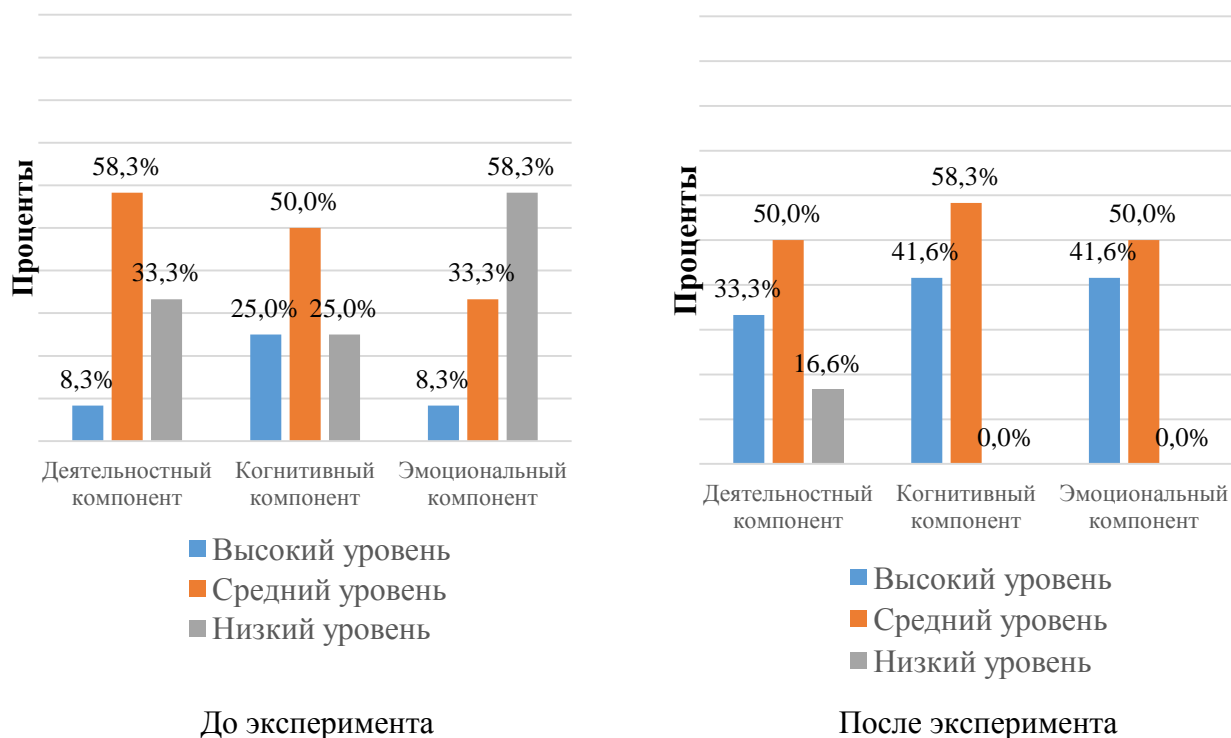 Проценты
58,3%
58,3%
50,0%
33,3%
33,3%
25,0%
25,0%
8,3%
8,3%
Деятельностный
компонент
Когнитивный
компонент
Эмоциональный
компонент
Высокий уровень
Средний уровень
Низкий уровень
До эксперимента
Проценты
58,3%
50,0%
50,0%
41,6%
41,6%
33,3%
16,6%
0,0%
0,0%
Деятельностный
компонент
Когнитивный
компонент
Эмоциональный
компонент
Высокий уровень
Средний уровень
Низкий уровень
После эксперимента